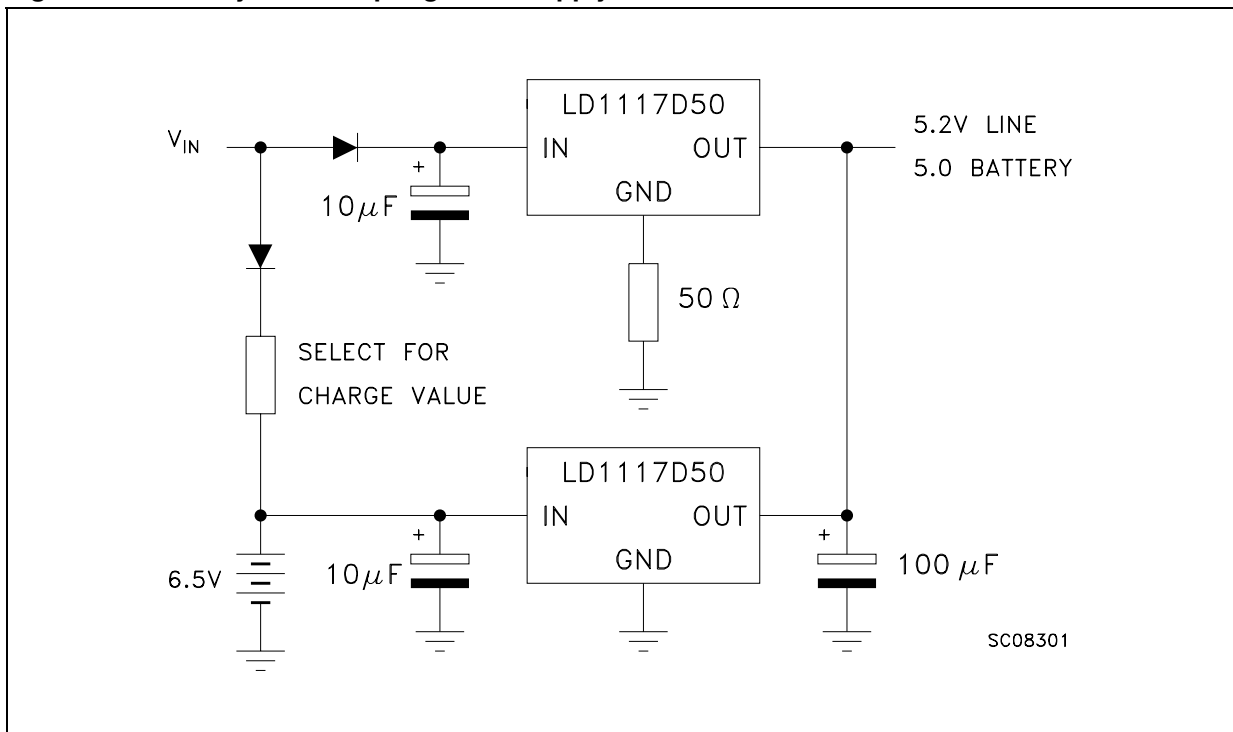 LD1117D50
V_IN
IN OUT
GND
5.2V LINE
5.0 BATTERY
+
10μF
50 Ω
SELECT FOR
CHARGE VALUE
LD1117D50
IN OUT
GND
6.5V
+
10μF
+
100 μF
SC08301